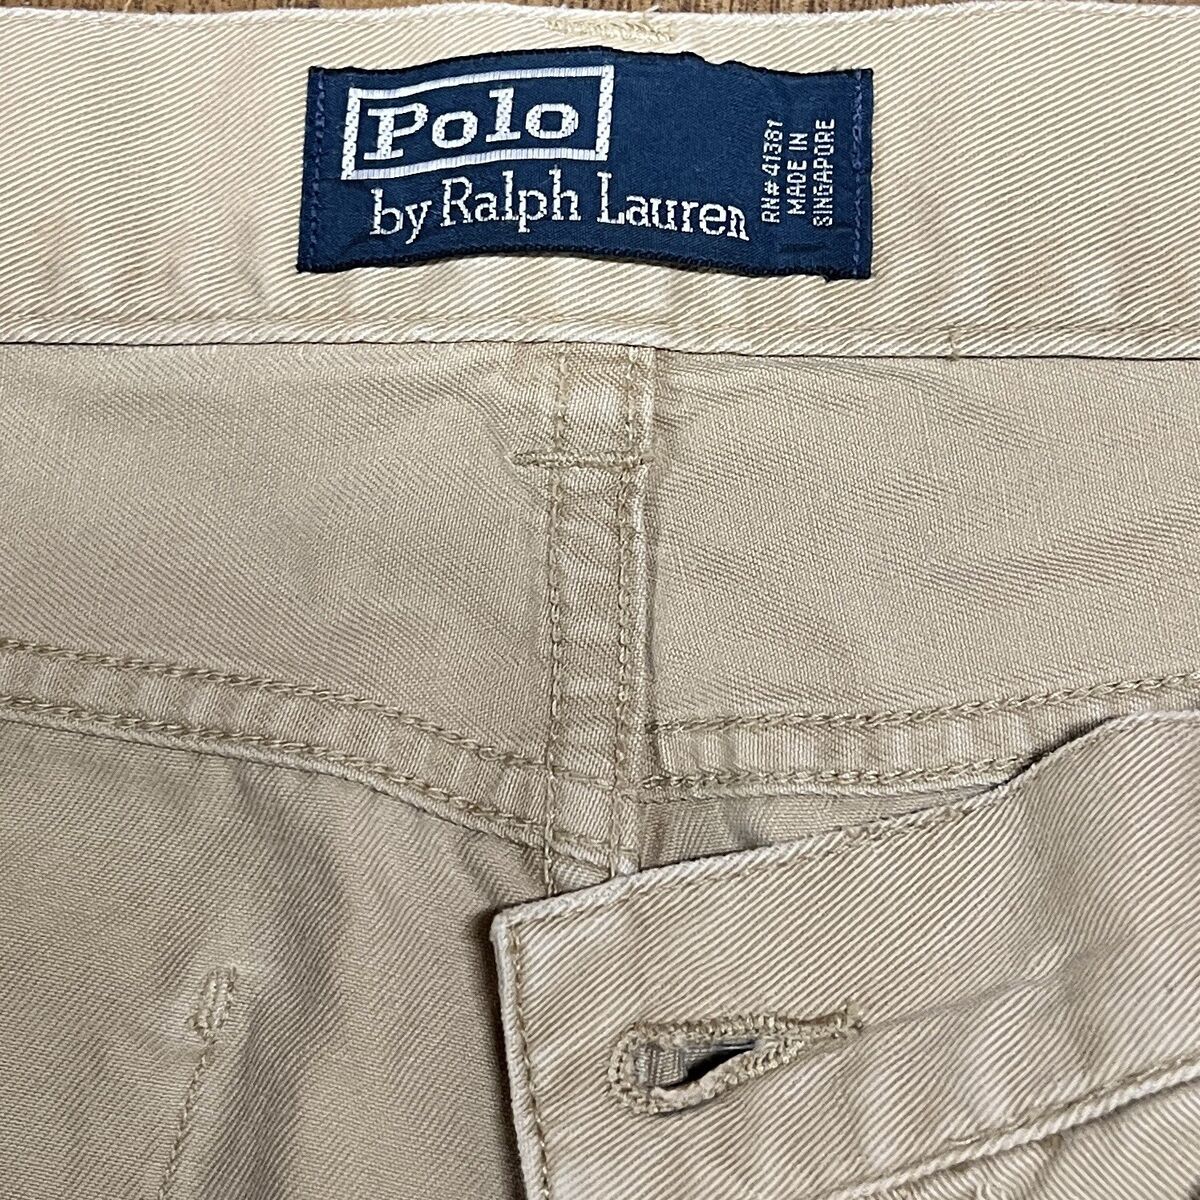 Polo
by Ralph Lauren
RN# 41381
MADE IN
SINGAPORE